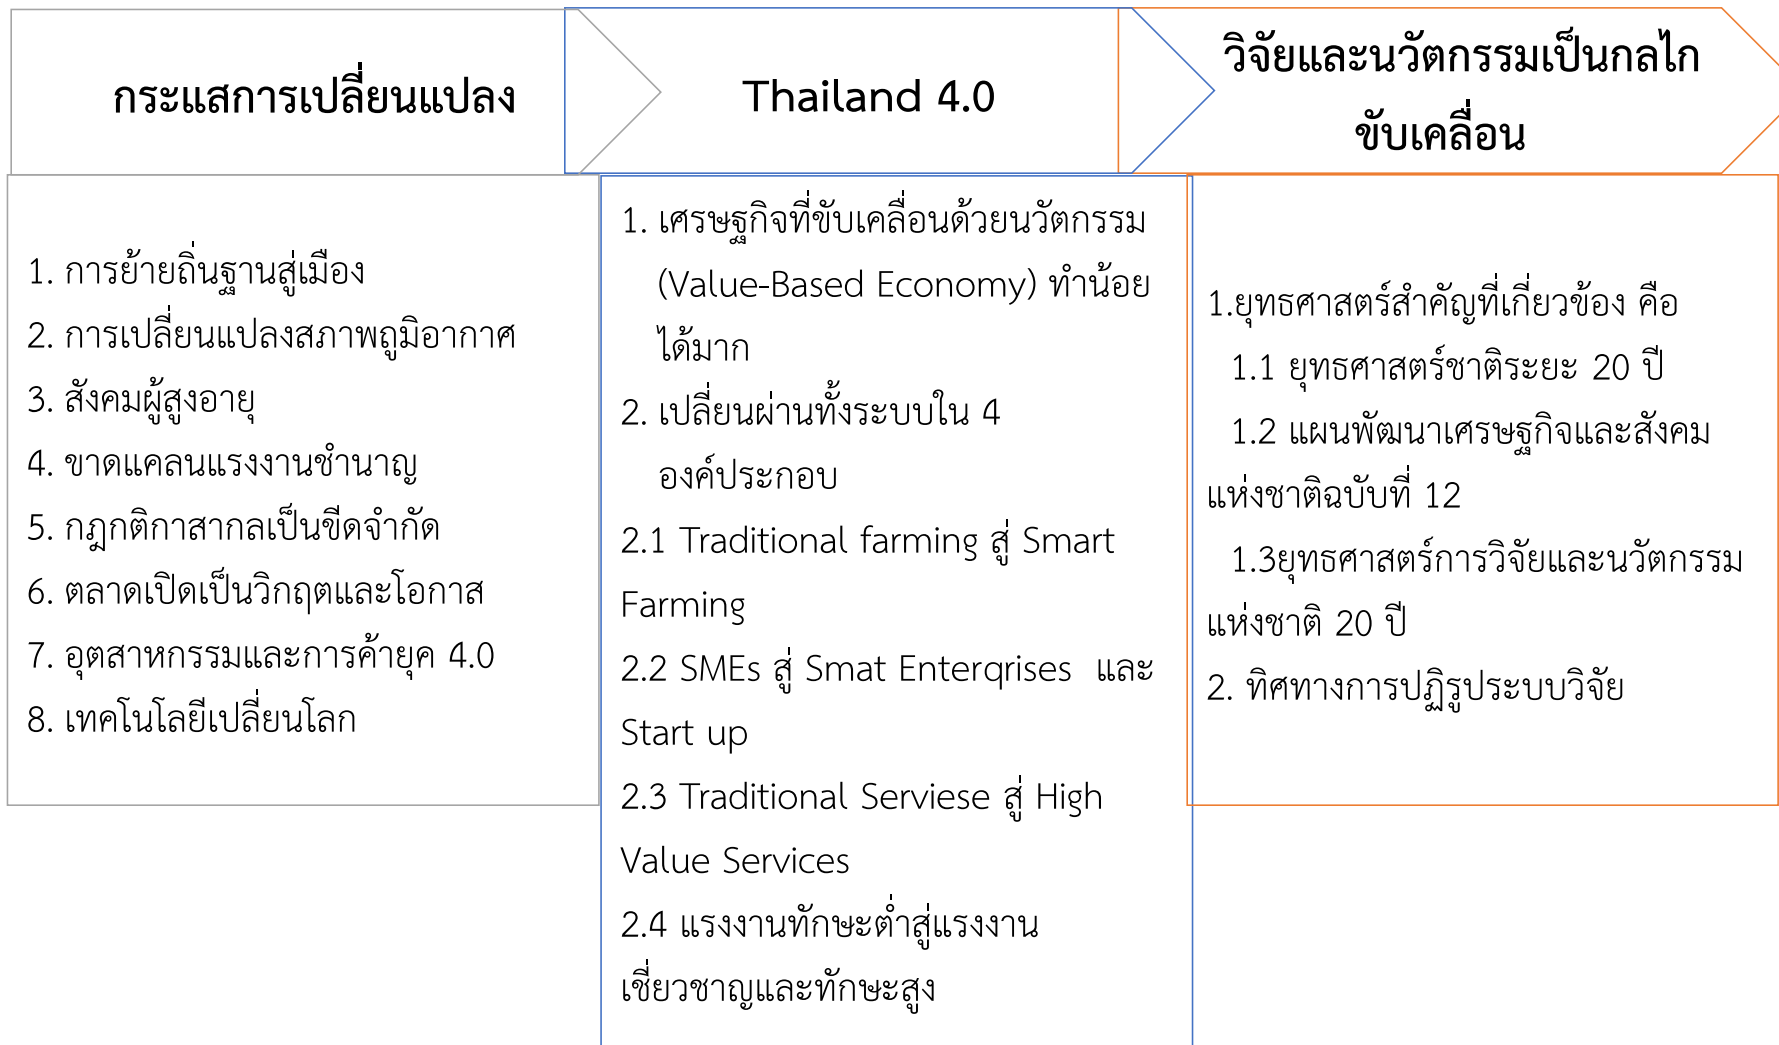 กระแสการเปลี่ยนแปลง
Thailand 4.0
วิจัยและนวัตกรรมเป็นกลไก
ขับเคลื่อน
1. การย้ายถิ่นฐานสู่เมือง
2. การเปลี่ยนแปลงสภาพภูมิอากาศ
3. สังคมผู้สูงอายุ
4. ขาดแคลนแรงงานชำนาญ
5. กฎกติกาสากลเป็นขีดจำกัด
6. ตลาดเปิดเป็นวิกฤตและโอกาส
7. อุตสาหกรรมและการค้ายุค 4.0
8. เทคโนโลยีเปลี่ยนโลก
1. เศรษฐกิจที่ขับเคลื่อนด้วยนวัตกรรม
(Value-Based Economy) ทำน้อย
ได้มาก
2. เปลี่ยนผ่านทั้งระบบใน 4
องค์ประกอบ
2.1 Traditional farming สู่ Smart
Farming
2.2 SMEs สู่ Smat Enterqrises และ
Start up
2.3 Traditional Serviese สู่ High
Value Services
2.4 แรงงานทักษะต่ำสู่แรงงาน
เชี่ยวชาญและทักษะสูง
1.ยุทธศาสตร์สำคัญที่เกี่ยวข้อง คือ
1.1 ยุทธศาสตร์ชาติระยะ 20 ปี
1.2 แผนพัฒนาเศรษฐกิจและสังคม
แห่งชาติฉบับที่ 12
1.3ยุทธศาสตร์การวิจัยและนวัตกรรม
แห่งชาติ 20 ปี
2. ทิศทางการปฏิรูประบบวิจัย